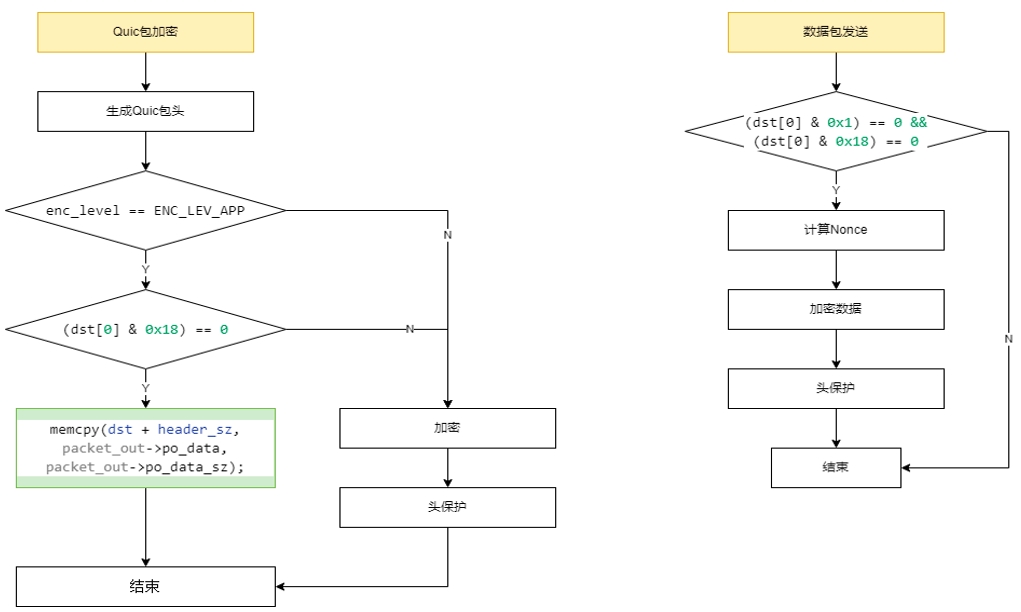 Quic包加密
生成Quic包头
enc_level == ENC_LEV_APP
N
Y
(dst[0] & 0x18) == 0
N
Y
memcpy(dst + header_sz,
packet_out->po_data,
packet_out->po_data_sz);
加密
头保护
结束
数据包发送
(dst[0] & 0x1) == 0 &&
(dst[0] & 0x18) == 0
Y
计算Nonce
加密数据
N
头保护
结束